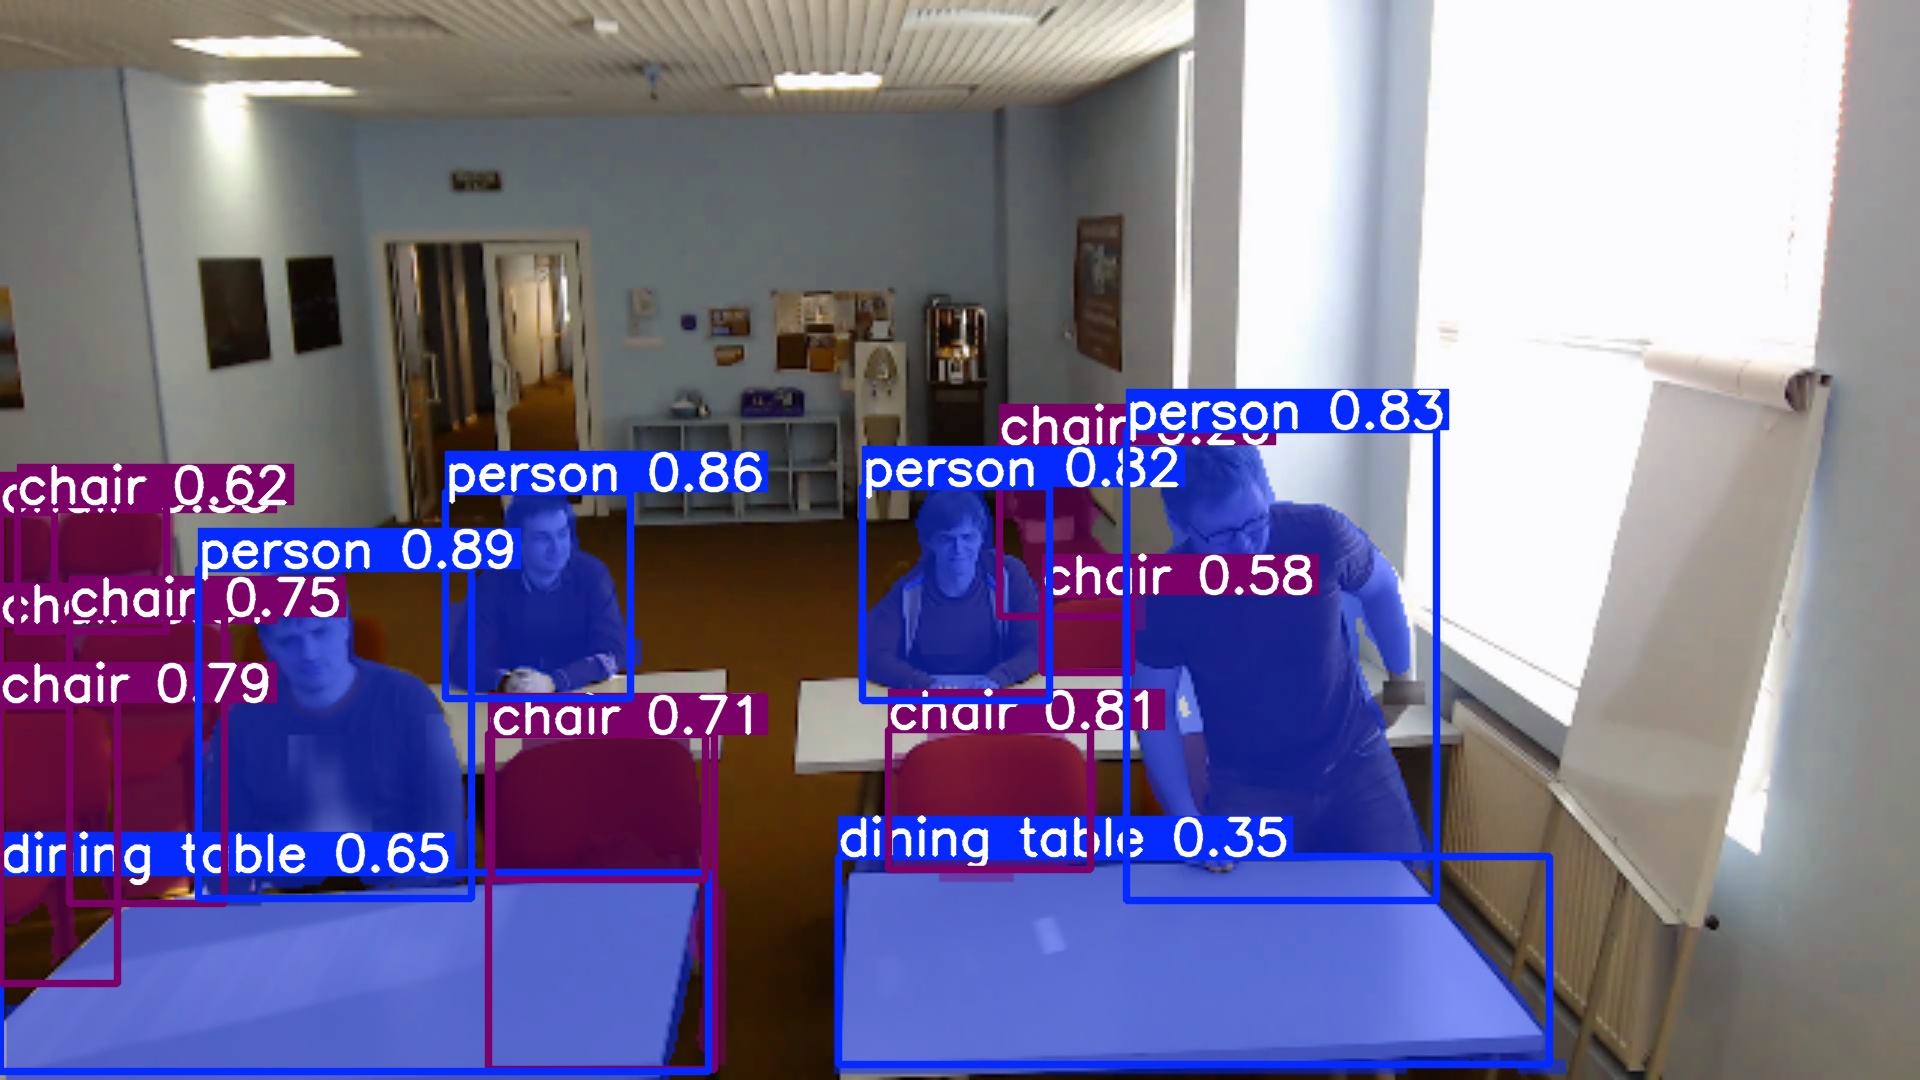 chair
person 0.83
person 0.86
person 0.82
chair 0.62
person 0.89
chair 0.58
chair 0.75
chair 0.79
chair 0.71
chair 0.81
dining table 0.65
dining table 0.35